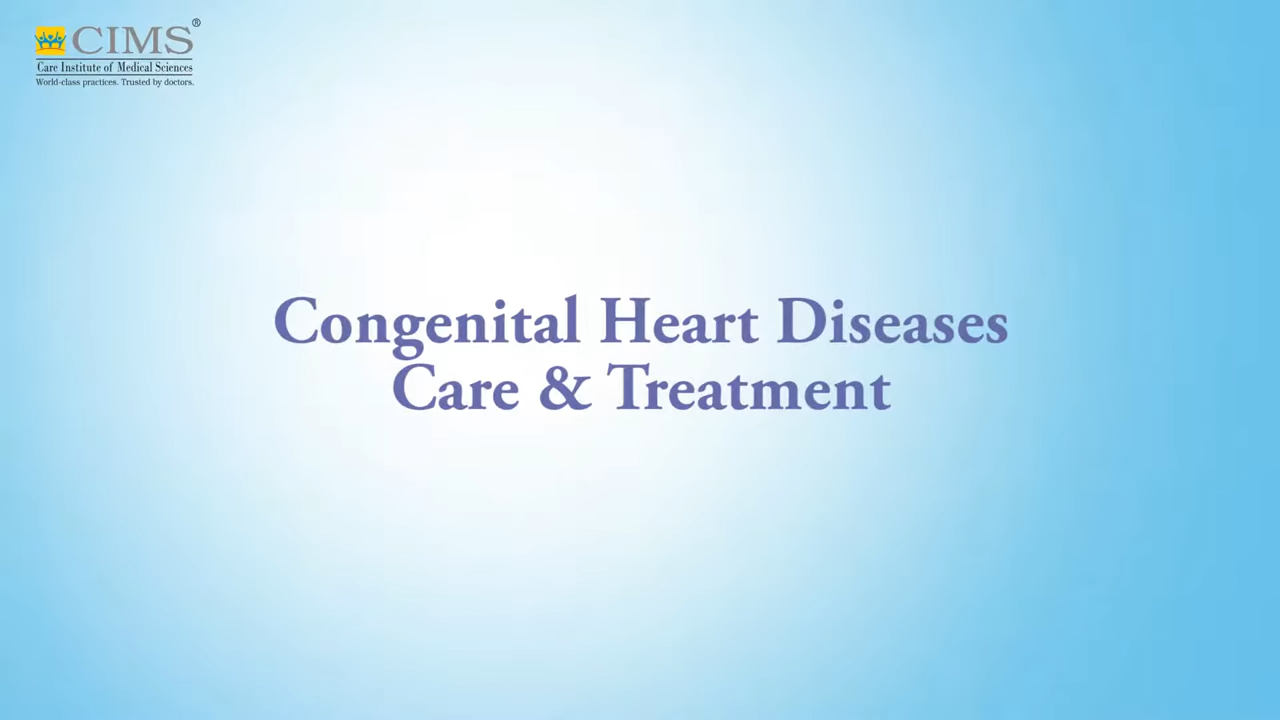 CIMS®
Care Institute of Medical Sciences
World-class practices. Trusted by doctors.
Congenital Heart Diseases
Care & Treatment